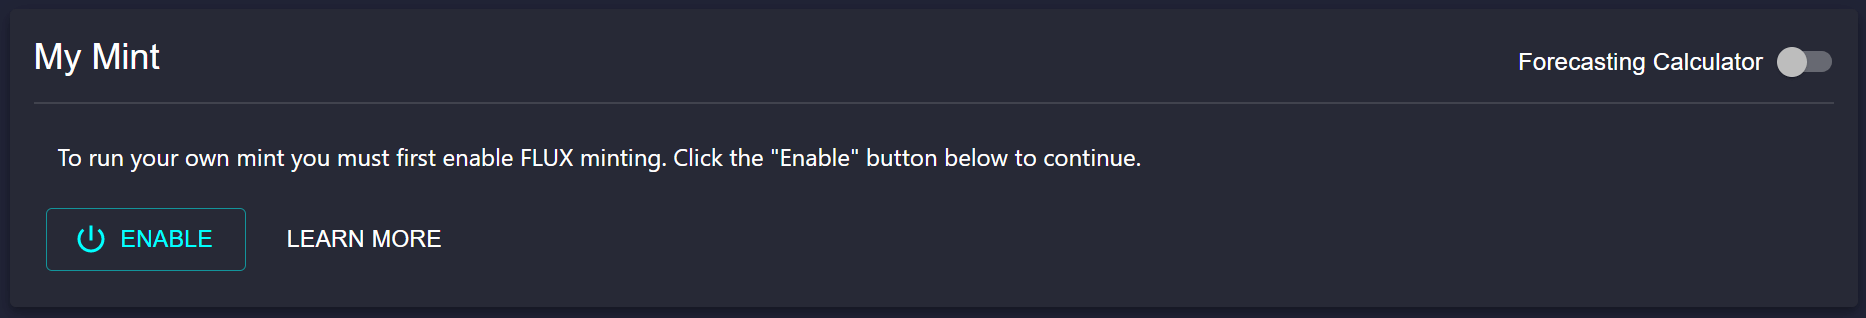 My Mint
Forecasting Calculator
To run your own mint you must first enable FLUX minting. Click the "Enable" button below to continue.
ENABLE
LEARN MORE